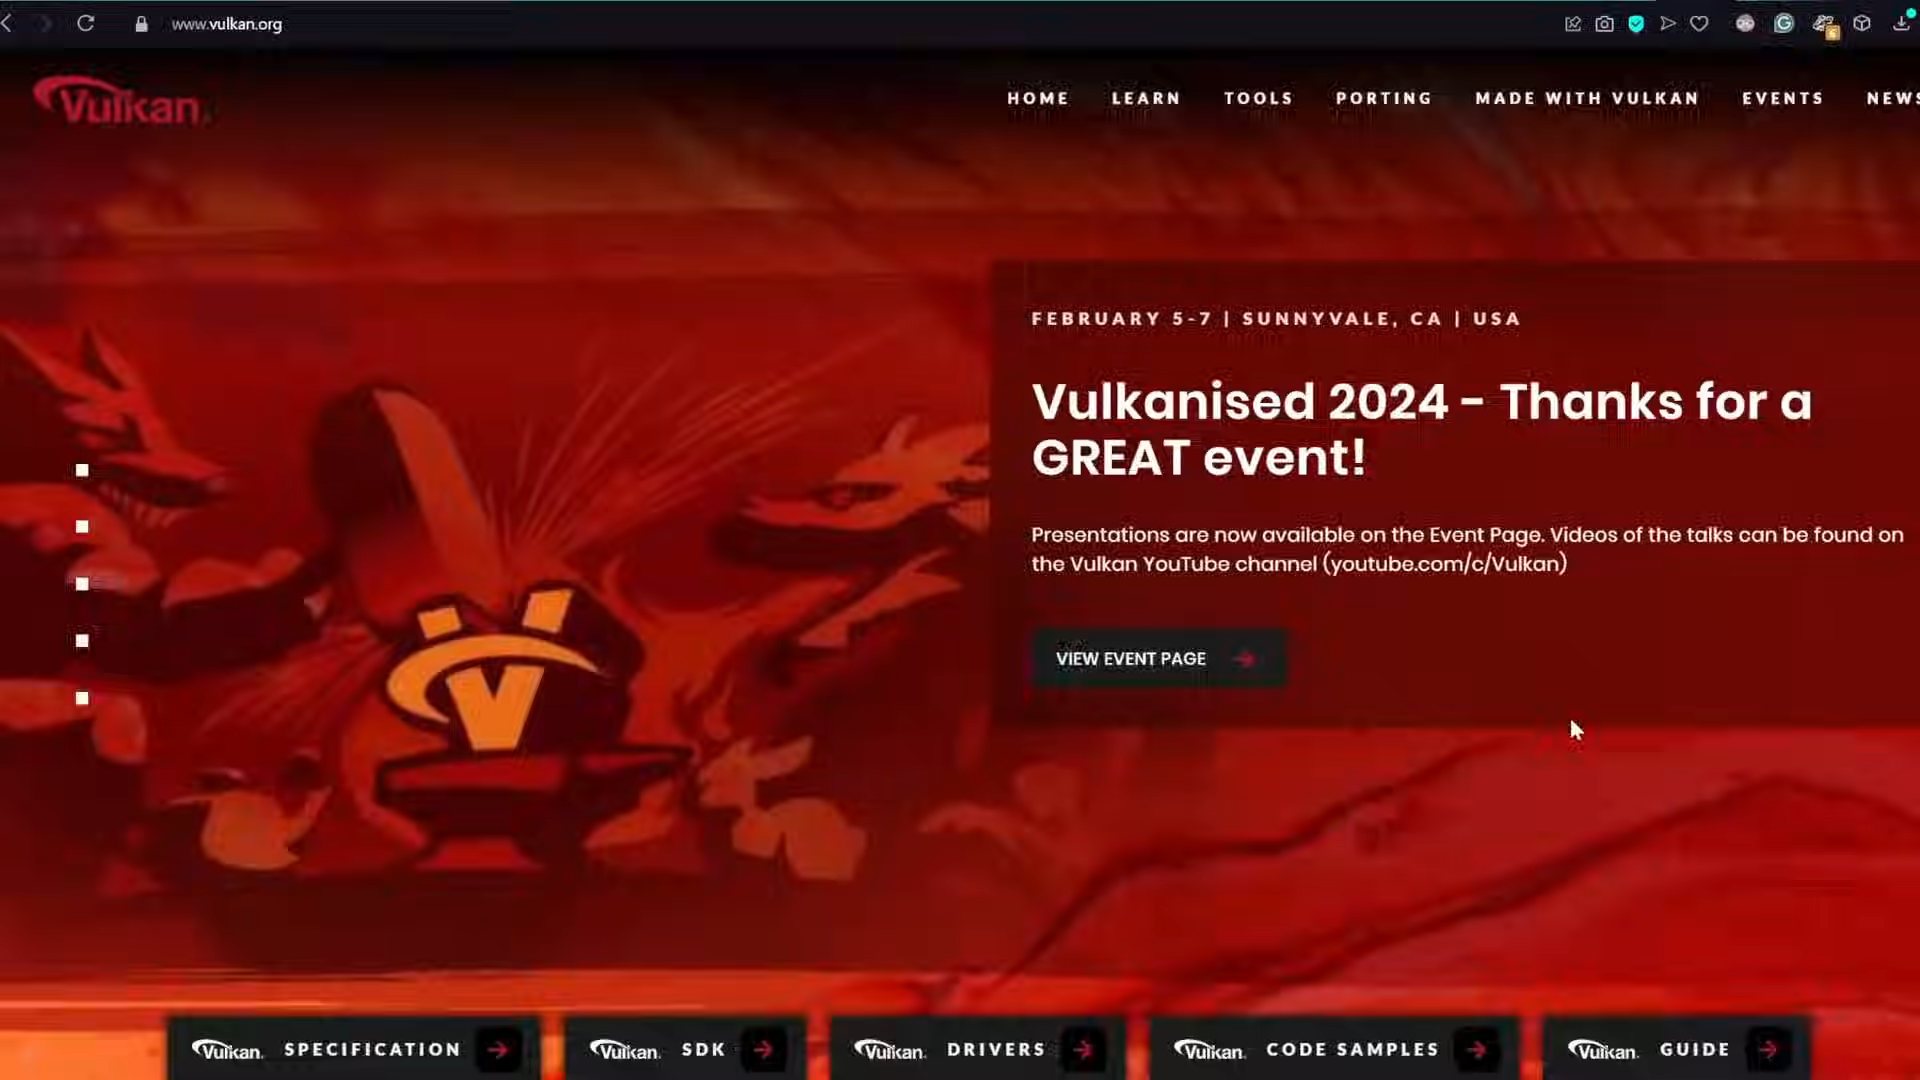 www.vulkan.org
Vulkan
HOME LEARN TOOLS PORTING MADE WITH VULKAN EVENTS NEWS
FEBRUARY 5-7 | SUNNYVALE, CA | USA
Vulkanised 2024 - Thanks for a
GREAT event!
Presentations are now available on the Event Page. Videos of the talks can be found on
the Vulkan YouTube channel (youtube.com/c/Vulkan)
VIEW EVENT PAGE
V
Vulkan. SPECIFICATION
Vulkan. SDK
Vulkan. DRIVERS
Vulkan. CODE SAMPLES
Vulkan. GUIDE